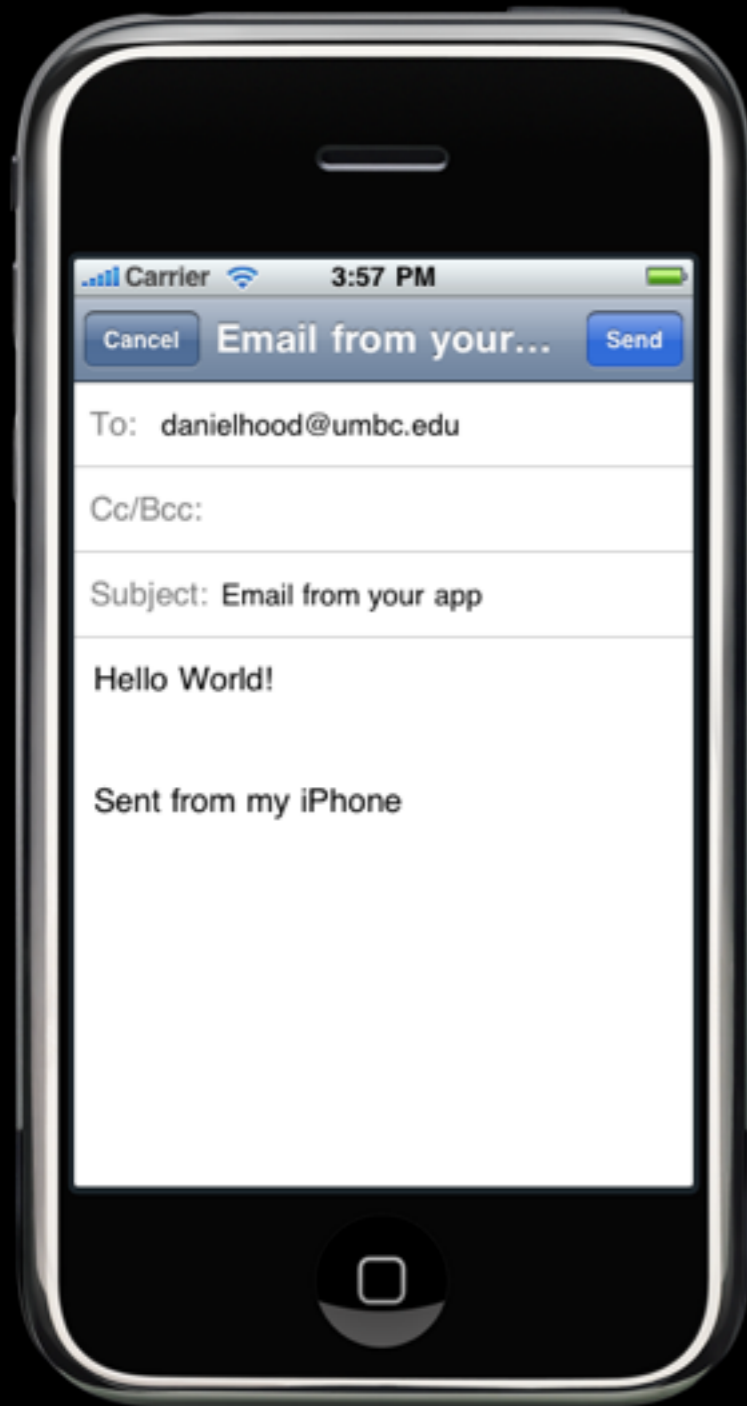 Carrier 3:57 PM
Cancel Email from your... Send
To: danielhood@umbc.edu
Cc/Bcc:
Subject: Email from your app
Hello World!
Sent from my iPhone